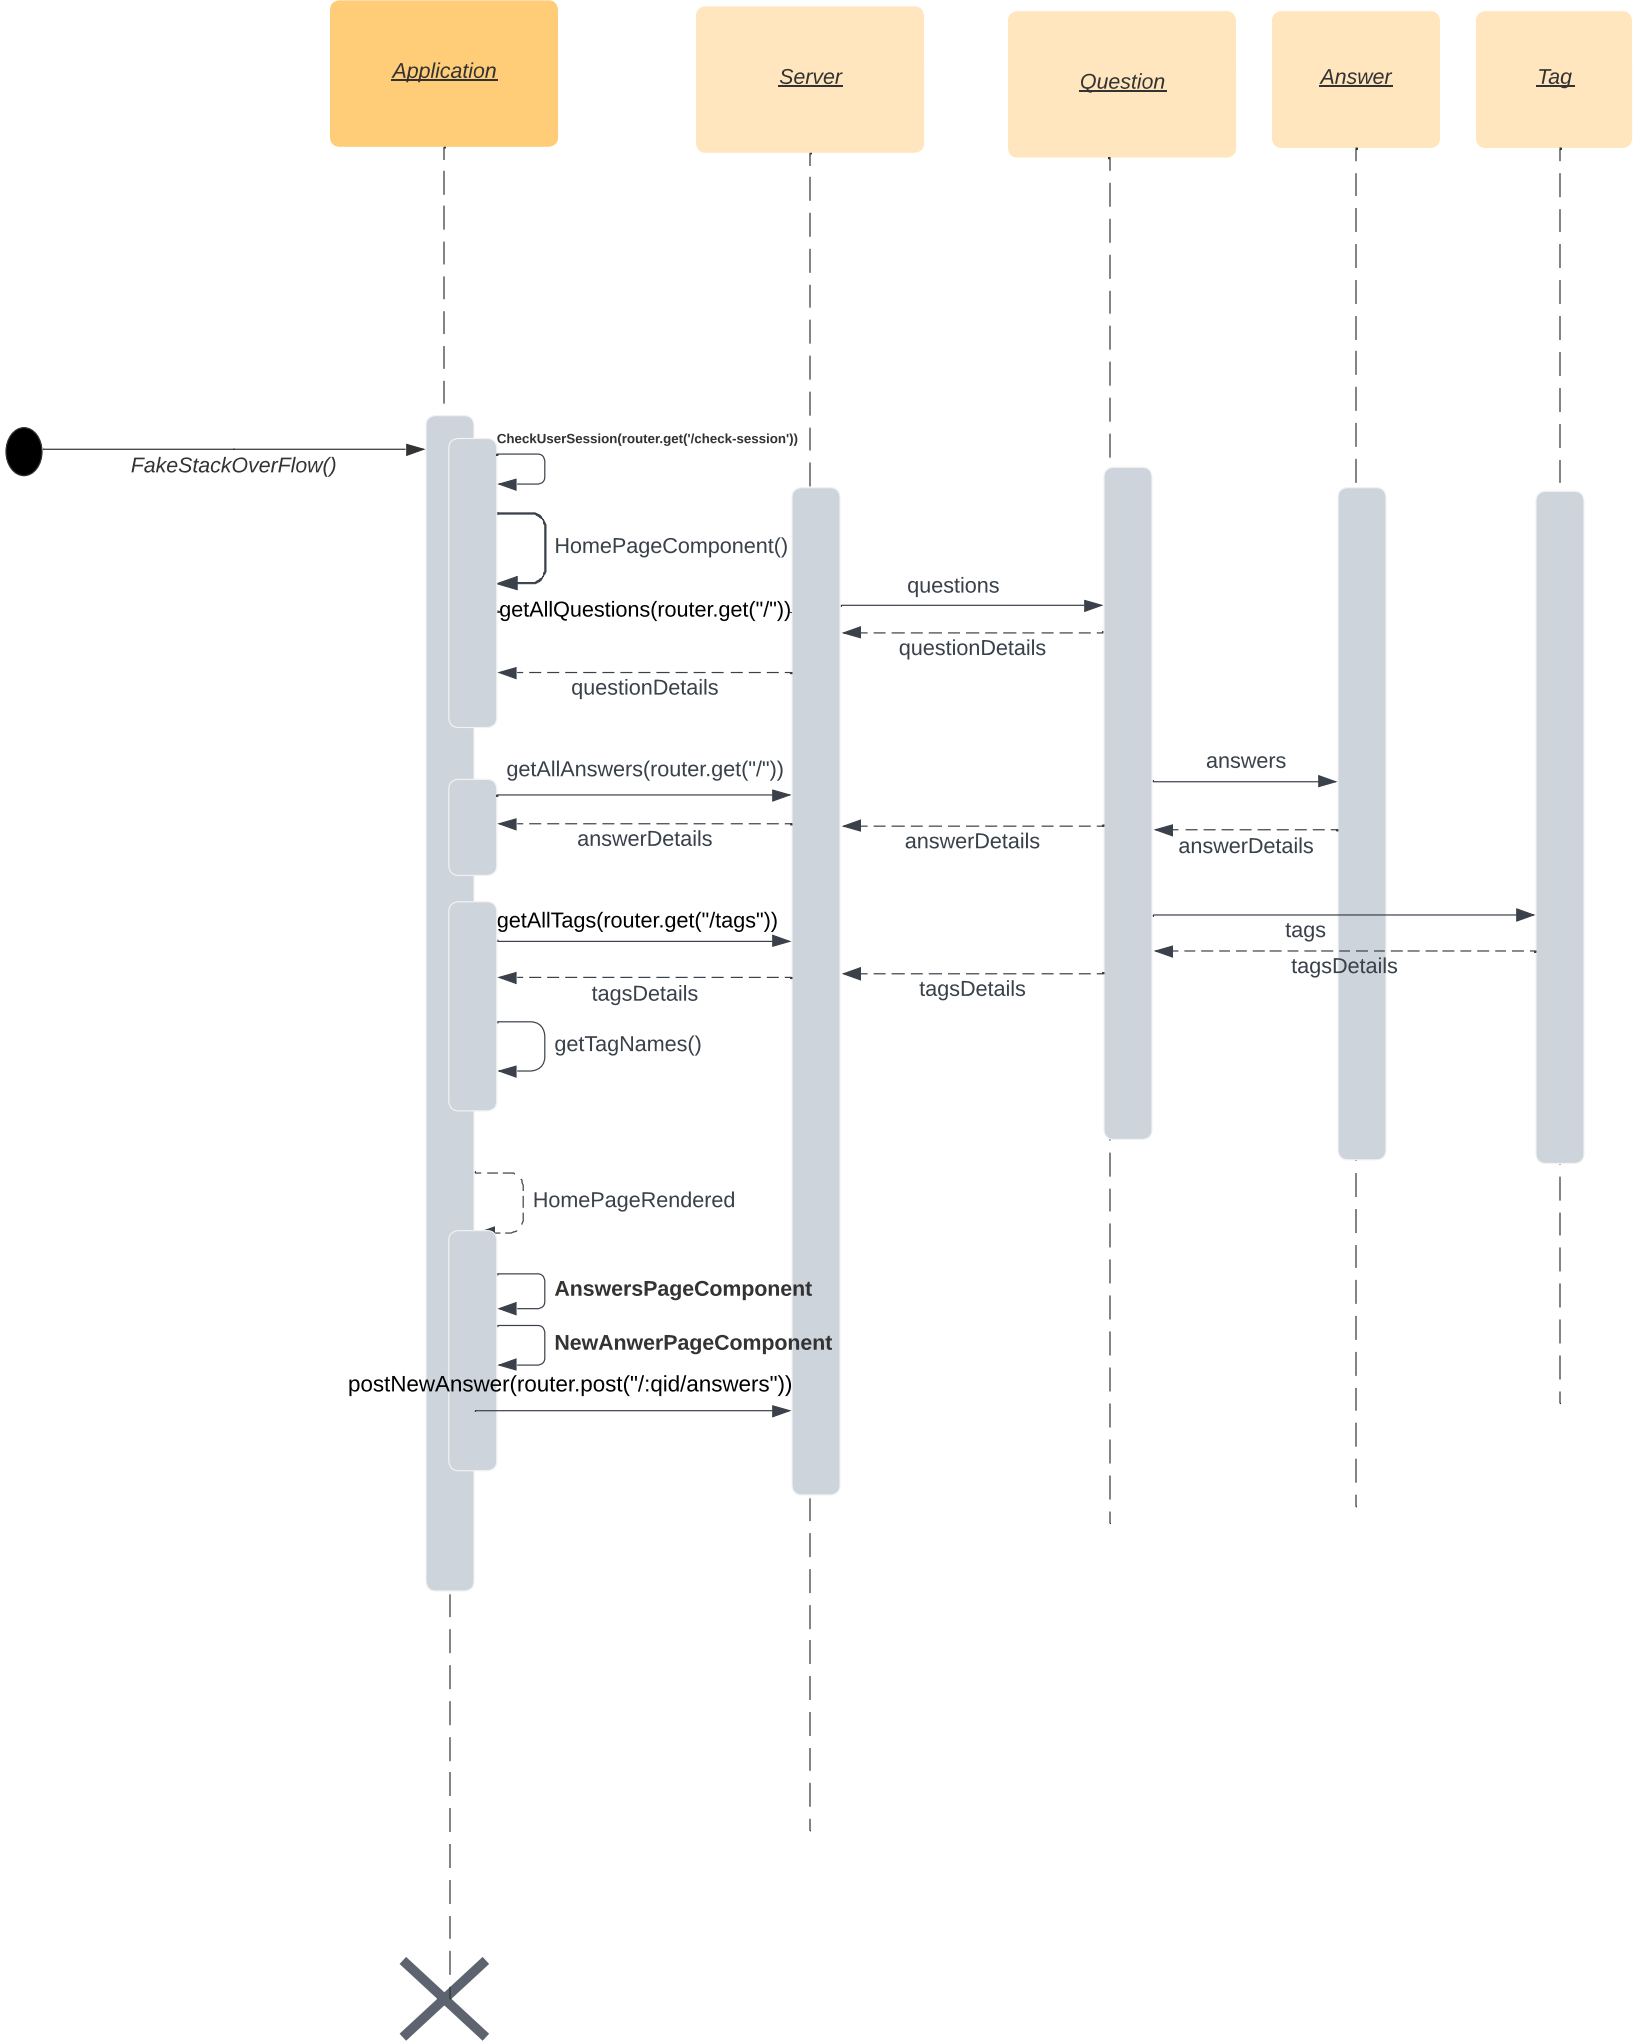 Application
Server
Question
Answer
Tag
CheckUserSession(router.get('/check-session'))
FakeStackOverFlow()
HomePageComponent()
questions
getAllQuestions(router.get("/"))
questionDetails
questionDetails
answers
getAllAnswers(router.get("/"))
answerDetails
answerDetails
answerDetails
getAllTags(router.get("/tags"))
tags
tagsDetails
tagsDetails
tagsDetails
getTagNames()
HomePageRendered
AnswersPageComponent
NewAnwerPageComponent
postNewAnswer(router.post("/:qid/answers"))